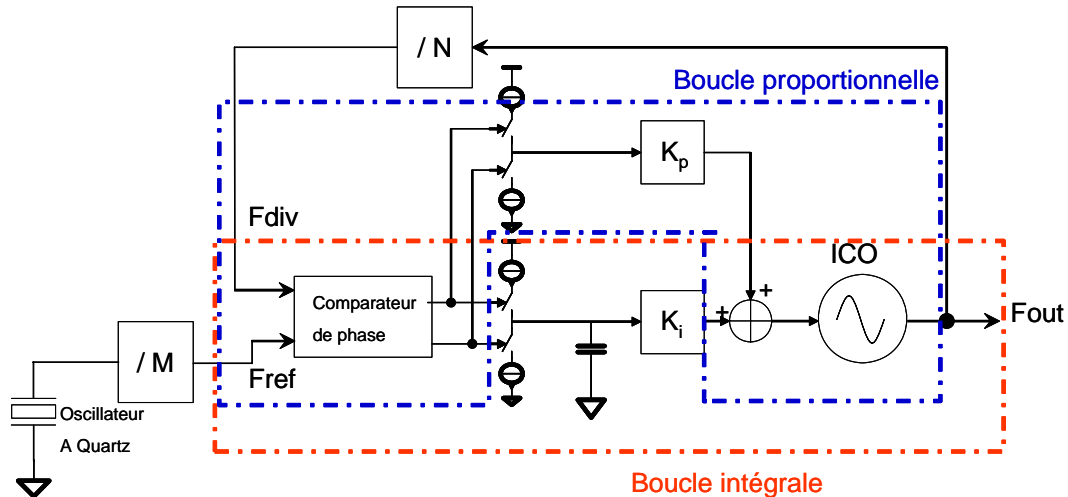 / N
Boucle proportionnelle
Kp
Fdiv
ICO
+
Comparateur
de phase
+
Ki
Fout
/ M
Fref
Oscillateur
A Quartz
Boucle intégrale